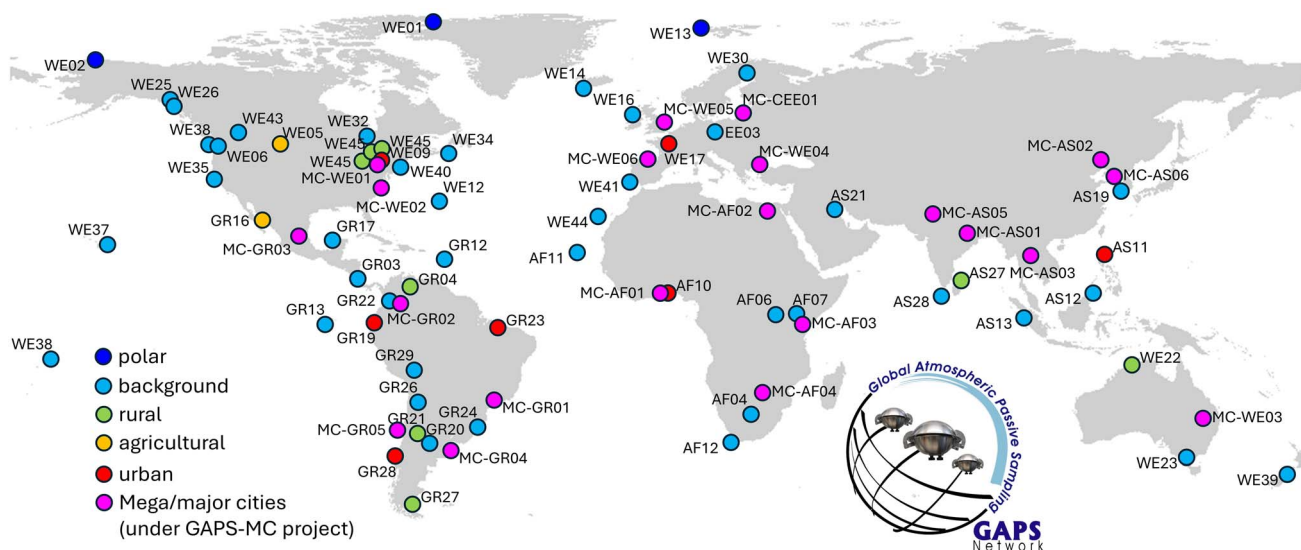 WE01
WE13
WE02
WE30
WE14
WE25
WE26
WE16
MC-WE05
MC-CEE01
WE43
WE32
WE38
WE05
WE45
WE45
WE34
EE03
WE06
WE45
WE09
MC-WE06
WE17
MC-WE04
MC-AS02
MC-AS06
WE35
MC-WE01
WE40
WE41
AS19
MC-WE02
WE12
WE44
MC-AF02
AS21
MC-AS05
GR16
GR17
WE37
MC-GR03
GR12
AF11
MC-AS01
AS11
MC-AS03
GR03
GR04
AS27
GR22
MC-AF01
AF10
AF06
AF07
AS28
AS12
GR13
MC-GR02
GR19
GR23
MC-AF03
AS13
WE38
GR29
WE22
GR26
AF04
MC-AF04
GR24
MC-GR01
GR21
MC-GR05
GR20
MC-WE03
AF12
MC-GR04
GR28
WE23
WE39
GR27
polar
background
rural
agricultural
urban
Mega/major cities
(under GAPS-MC project)
Global Atmospheric Passive Sampling
GAPS
Network